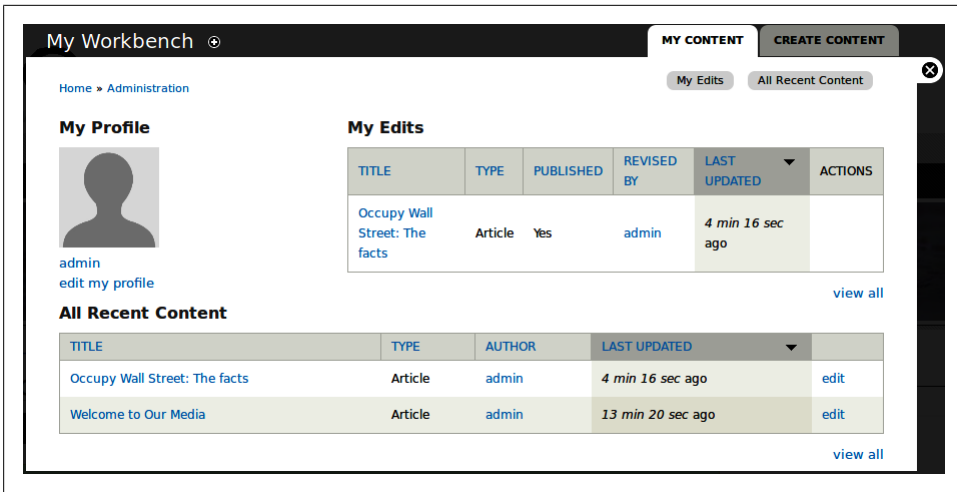 My Workbench
MY CONTENT
CREATE CONTENT
My Edits
All Recent Content
Home » Administration
My Profile
admin
edit my profile
My Edits
TITLE TYPE PUBLISHED REVISED BY LAST UPDATED ACTIONS
Occupy Wall Street: The facts Article Yes admin 4 min 16 sec ago
view all
All Recent Content
TITLE TYPE AUTHOR LAST UPDATED
Occupy Wall Street: The facts Article admin 4 min 16 sec ago edit
Welcome to Our Media Article admin 13 min 20 sec ago edit
view all